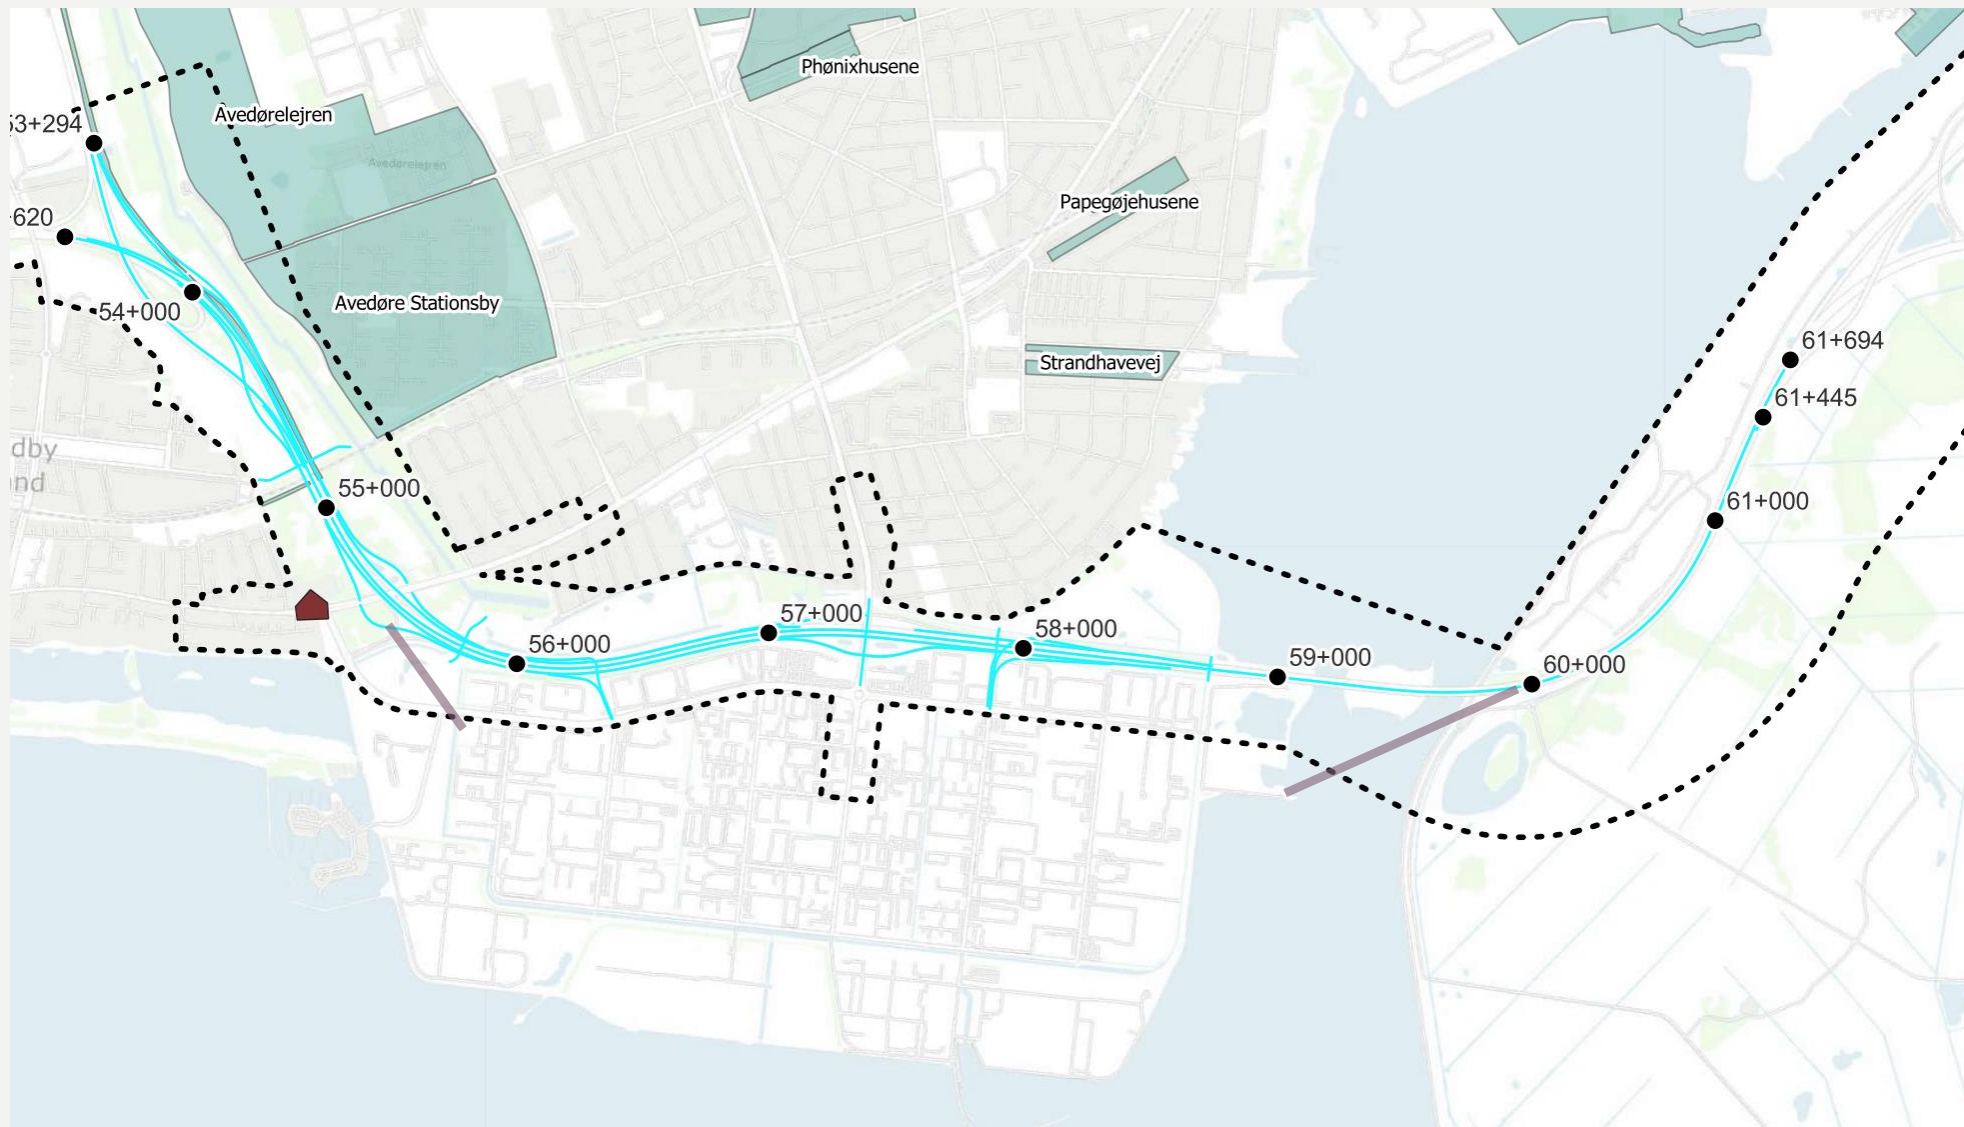 Phønixhusene
Avedørelejren
53+294
Avedørelejren
Papegøjehusene
620
Avedøre Stationsby
54+000
Strandhavevej
61+694
61+445
dby
nd
55+000
61+000
57+000
58+000
56+000
59+000
60+000